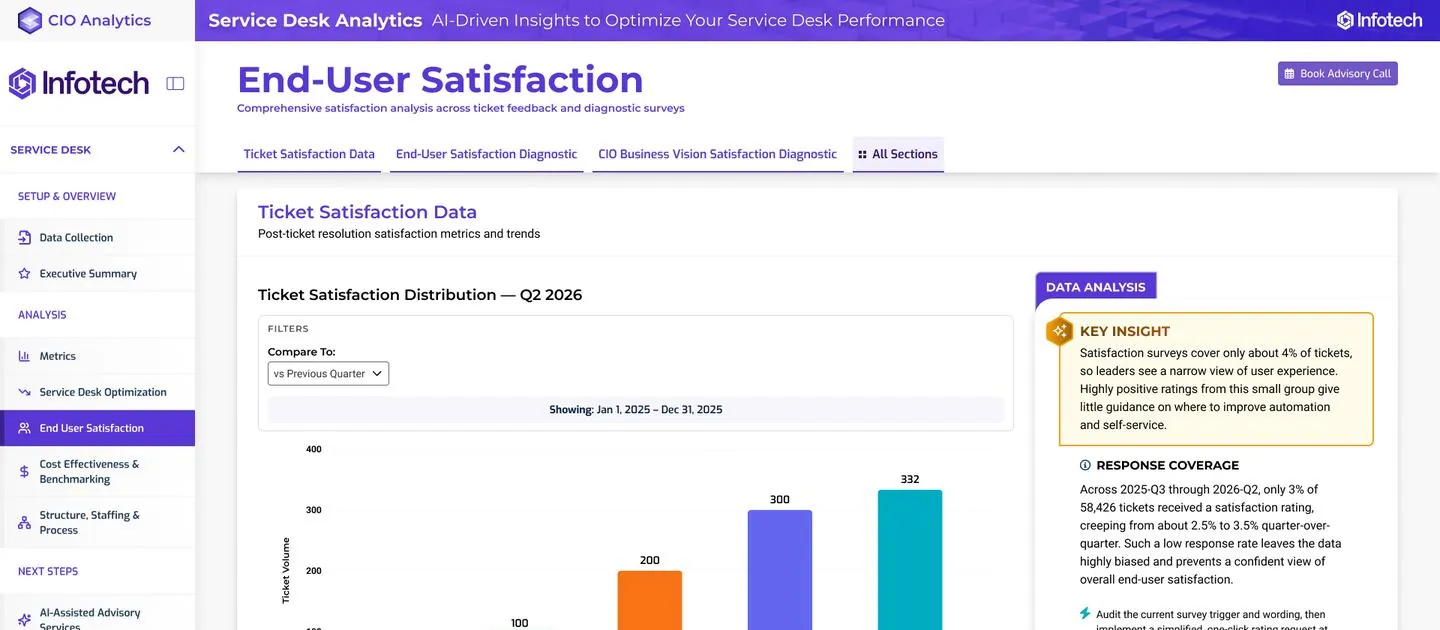 CIO Analytics
Service Desk Analytics AI-Driven Insights to Optimize Your Service Desk Performance
Infotech
Infotech
SERVICE DESK
SETUP & OVERVIEW
Data Collection
Executive Summary
ANALYSIS
Metrics
Service Desk Optimization
End User Satisfaction
Cost Effectiveness &
Benchmarking
Structure, Staffing &
Process
NEXT STEPS
AI-Assisted Advisory
Services
End-User Satisfaction
Comprehensive satisfaction analysis across ticket feedback and diagnostic surveys
Book Advisory Call
Ticket Satisfaction Data
End-User Satisfaction Diagnostic
CIO Business Vision Satisfaction Diagnostic
All Sections
Ticket Satisfaction Data
Post-ticket resolution satisfaction metrics and trends
Ticket Satisfaction Distribution — Q2 2026
FILTERS
Compare To:
vs Previous Quarter
Showing: Jan 1, 2025 – Dec 31, 2025
400
300
200
Ticket Volume
100
200
300
332
DATA ANALYSIS
KEY INSIGHT
Satisfaction surveys cover only about 4% of tickets,
so leaders see a narrow view of user experience.
Highly positive ratings from this small group give
little guidance on where to improve automation
and self-service.
RESPONSE COVERAGE
Across 2025-Q3 through 2026-Q2, only 3% of
58,426 tickets received a satisfaction rating,
creeping from about 2.5% to 3.5% quarter-over-
quarter. Such a low response rate leaves the data
highly biased and prevents a confident view of
overall end-user satisfaction.
Audit the current survey trigger and wording, then
implement a simplified, one-click rating request at